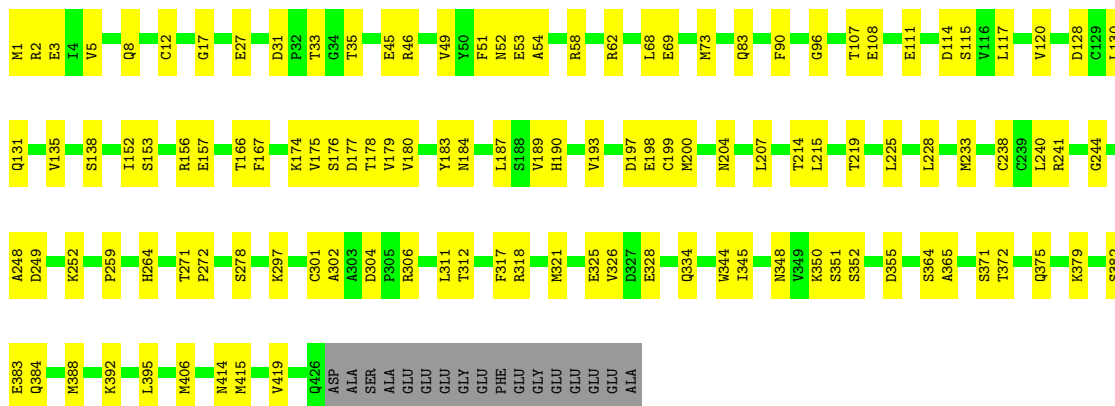 M1 R2 E3 I4 V5 Q8 C12 G17 E27 D31 P32 T33 G34 T35 E45 R46 V49 Y50 F51 N52 E53 A54 R58 R62 L68 E69 M73 Q83 F90 G96 T107 E108 E111 D114 S115 V116 L117 V120 D128 C129 L130
Q131 V135 S138 I152 S153 R156 E157 T166 F167 K174 V175 S176 D177 T178 V179 V180 Y183 N184 L187 S188 V189 H190 V193 D197 E198 C199 M200 N204 L207 T214 L215 T219 L225 L228 M233 C238 C239 L240 R241 G244
A248 D249 K252 P259 H264 T271 P272 S278 K297 C301 A302 A303 D304 P305 R306 L311 T312 F317 R318 M321 E325 V326 D327 E328 Q334 W344 I345 N348 V349 K350 S351 S352 D355 S364 A365 S371 T372 Q375 K379
E383 Q384 M388 K392 L395 M406 N414 M415 V419 Q426 ASP ALA SER ALA GLU GLU GLU GLY GLU PHE GLU GLY GLU GLU GLU GLU ALA